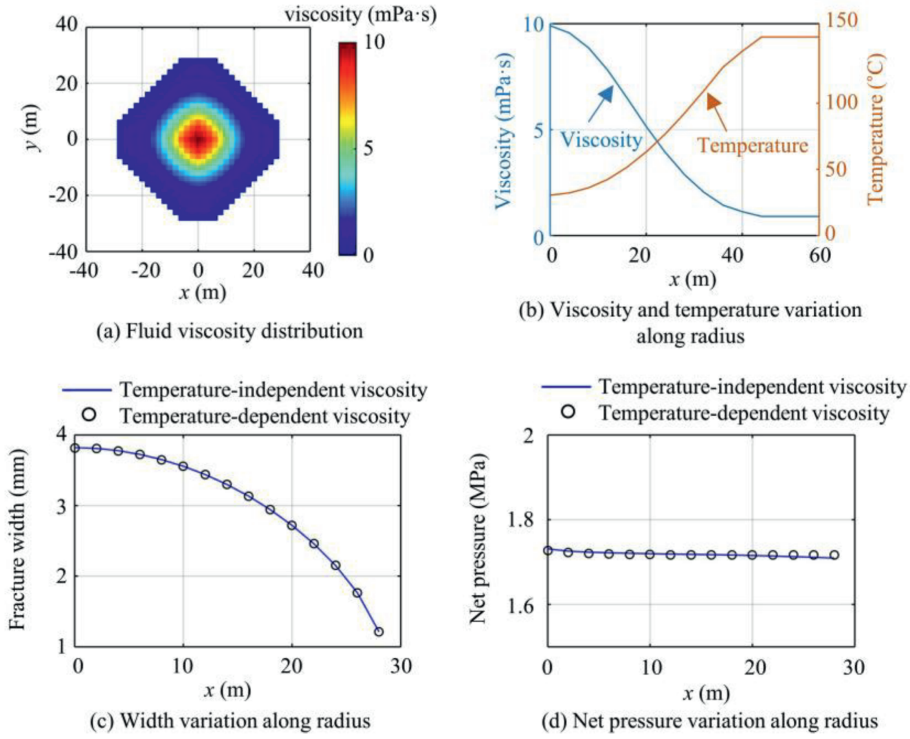 viscosity (mPa·s)
40
20
0
-20
-40
y (m)
-40 -20 0 20 40
x (m)
10
5
0
(a) Fluid viscosity distribution
10
5
0
Viscosity (mPa·s)
Viscosity
Temperature
150
100
50
0
Temperature (°C)
0 20 40 60
x (m)
(b) Viscosity and temperature variation
along radius
Temperature-independent viscosity
Temperature-dependent viscosity
4
3
2
1
Fracture width (mm)
0 10 20 30
x (m)
(c) Width variation along radius
Temperature-independent viscosity
Temperature-dependent viscosity
2
1.8
1.6
Net pressure (MPa)
0 10 20 30
x (m)
(d) Net pressure variation along radius